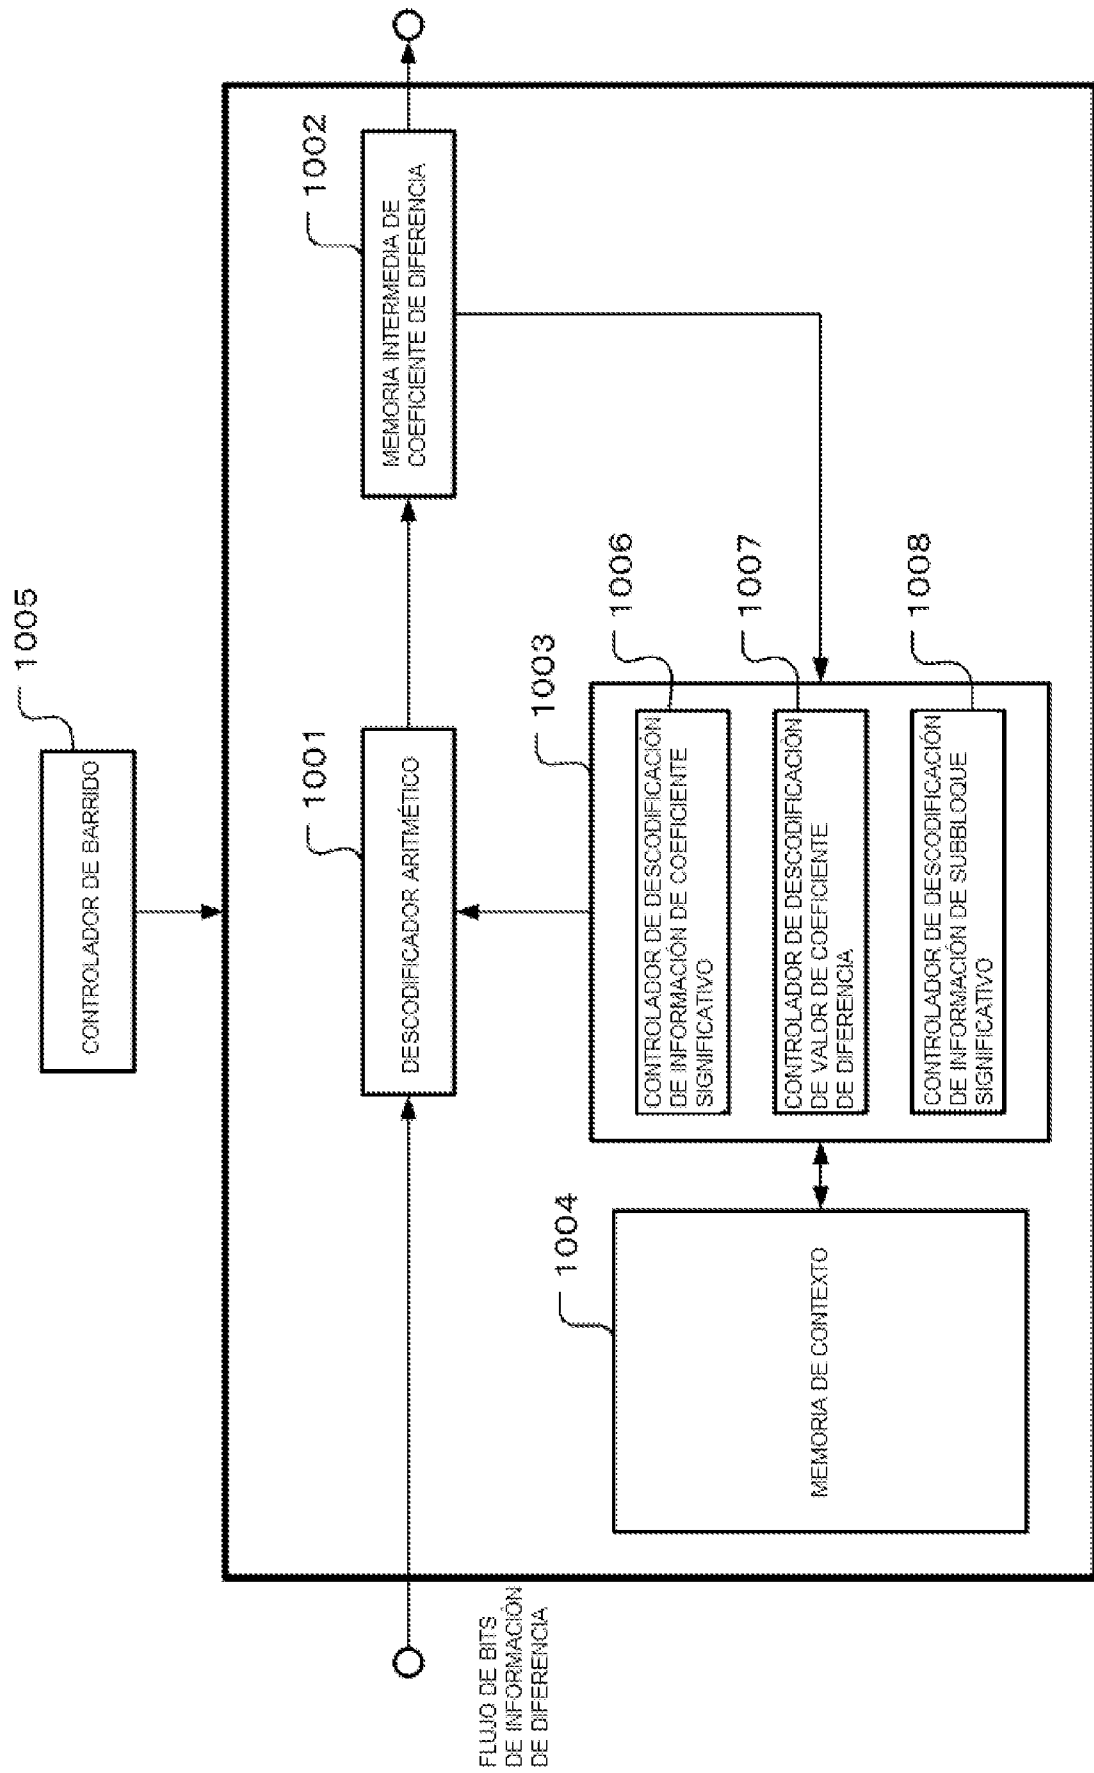 1005
CONTROLADOR DE BARRIDO
1001
DESCODIFICADOR ARITMÉTICO
1002
MEMORIA INTERMEDIA DE
COEFICIENTE DE DIFERENCIA
FLUJO DE BITS
DE INFORMACIÓN
DE DIFERENCIA
1004
MEMORIA DE CONTEXTO
1003
CONTROLADOR DE DESCODIFICACIÓN
DE INFORMACIÓN DE COEFICIENTE
SIGNIFICATIVO
1006
CONTROLADOR DE DESCODIFICACIÓN
DE VALOR DE COEFICIENTE
DE DIFERENCIA
1007
CONTROLADOR DE DESCODIFICACIÓN
DE INFORMACIÓN DE SUBBLOQUE
SIGNIFICATIVO
1008